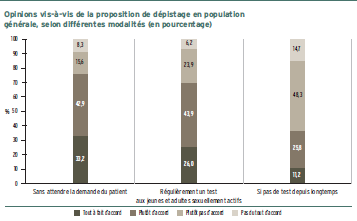 Opinions vis-à-vis de la proposition de dépistage en population
générale, selon différentes modalités (en pourcentage)
100
90
80
70
60
50
40
30
20
10
0
%
8,3
15,6
42,9
33,2
6,2
23,9
43,9
26,0
14,7
48,3
25,8
11,2
Sans attendre la demande du patient
Régulièrement un test
aux jeunes et adultes sexuellement actifs
Si pas de test depuis longtemps
Tout à fait d'accord
Plutôt d'accord
Plutôt pas d'accord
Pas du tout d'accord